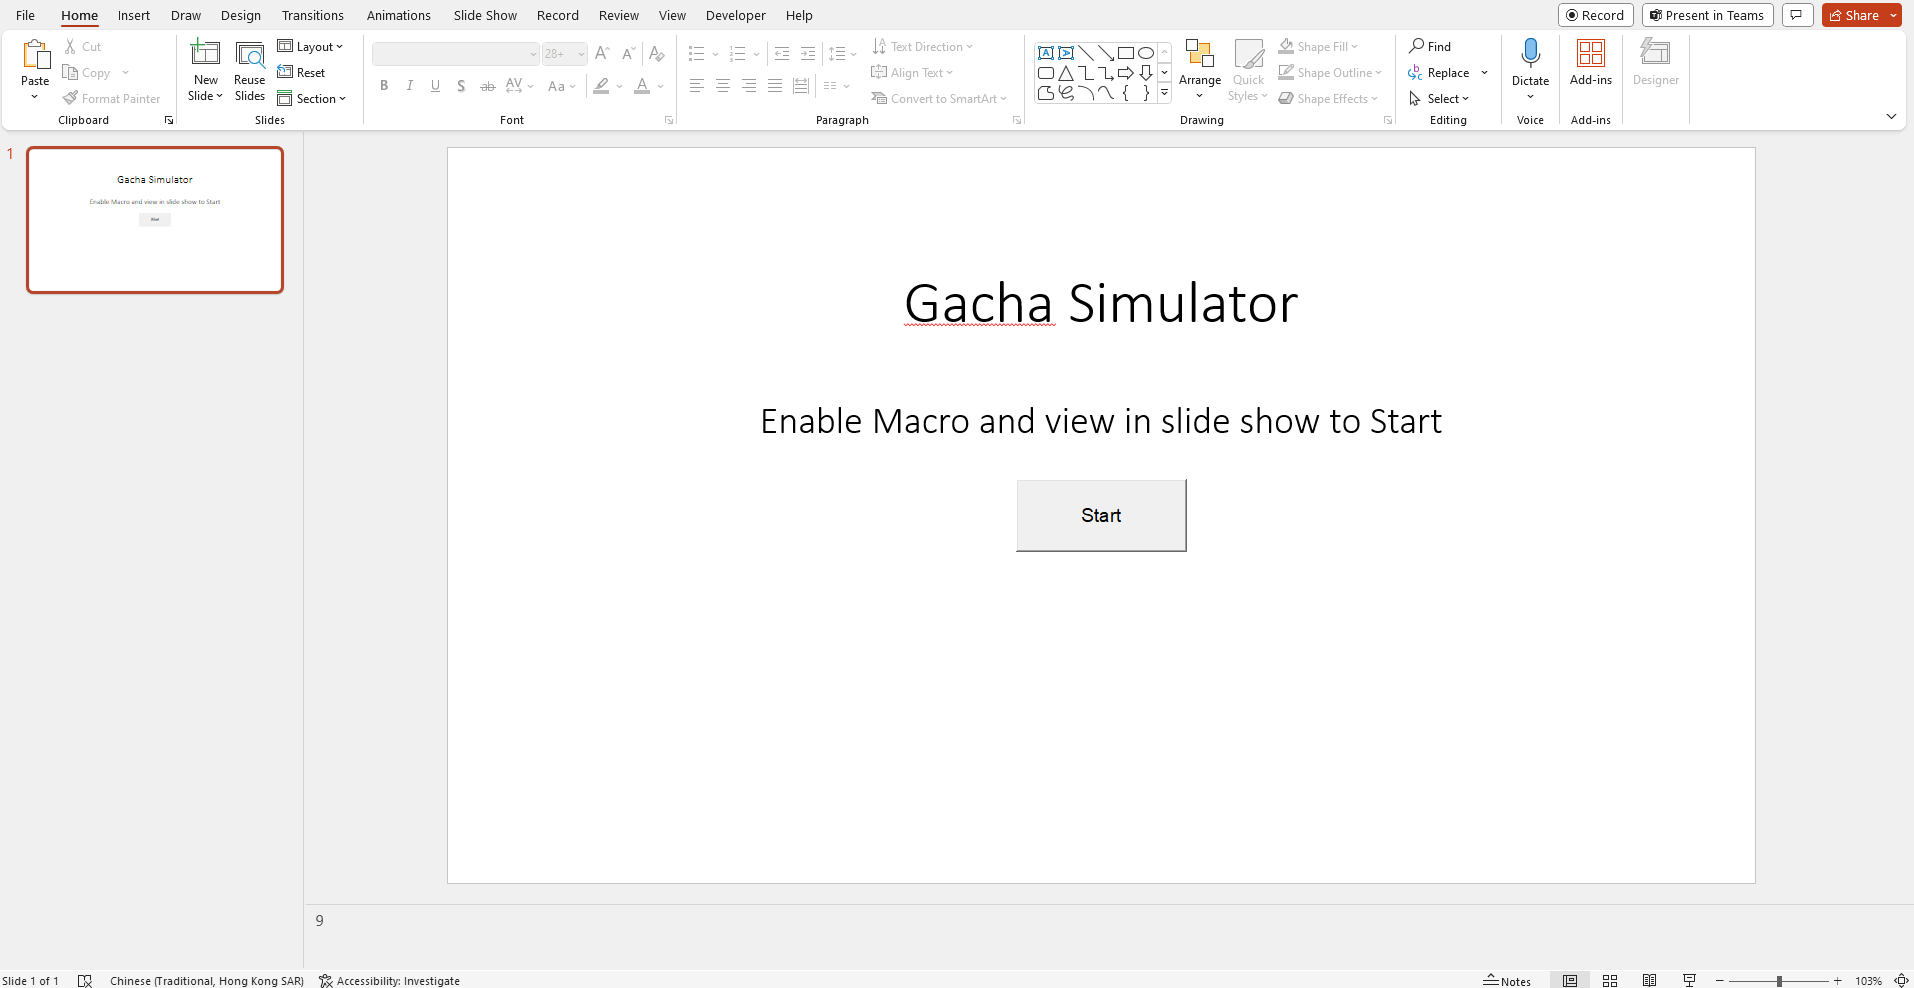 File Home Insert Draw Design Transitions Animations Slide Show Record Review View Developer Help Record Present in Teams Share
Paste
Cut
Copy
Format Painter
Clipboard
New Slide
Reuse Slides
Layout
Reset
Section
Slides
28+
B I U S ab AV Aa A
Font
Text Direction
Align Text
Convert to SmartArt
Paragraph
Arrange
Quick Styles
Shape Fill
Shape Outline
Shape Effects
Drawing
Find
Replace
Select
Editing
Dictate
Voice
Add-ins
Add-ins
Designer
1
Gacha Simulator
Enable Macro and view in slide show to Start
Start
Gacha Simulator
Enable Macro and view in slide show to Start
Start
9
Slide 1 of 1 Chinese (Traditional, Hong Kong SAR) Accessibility: Investigate Notes 103%